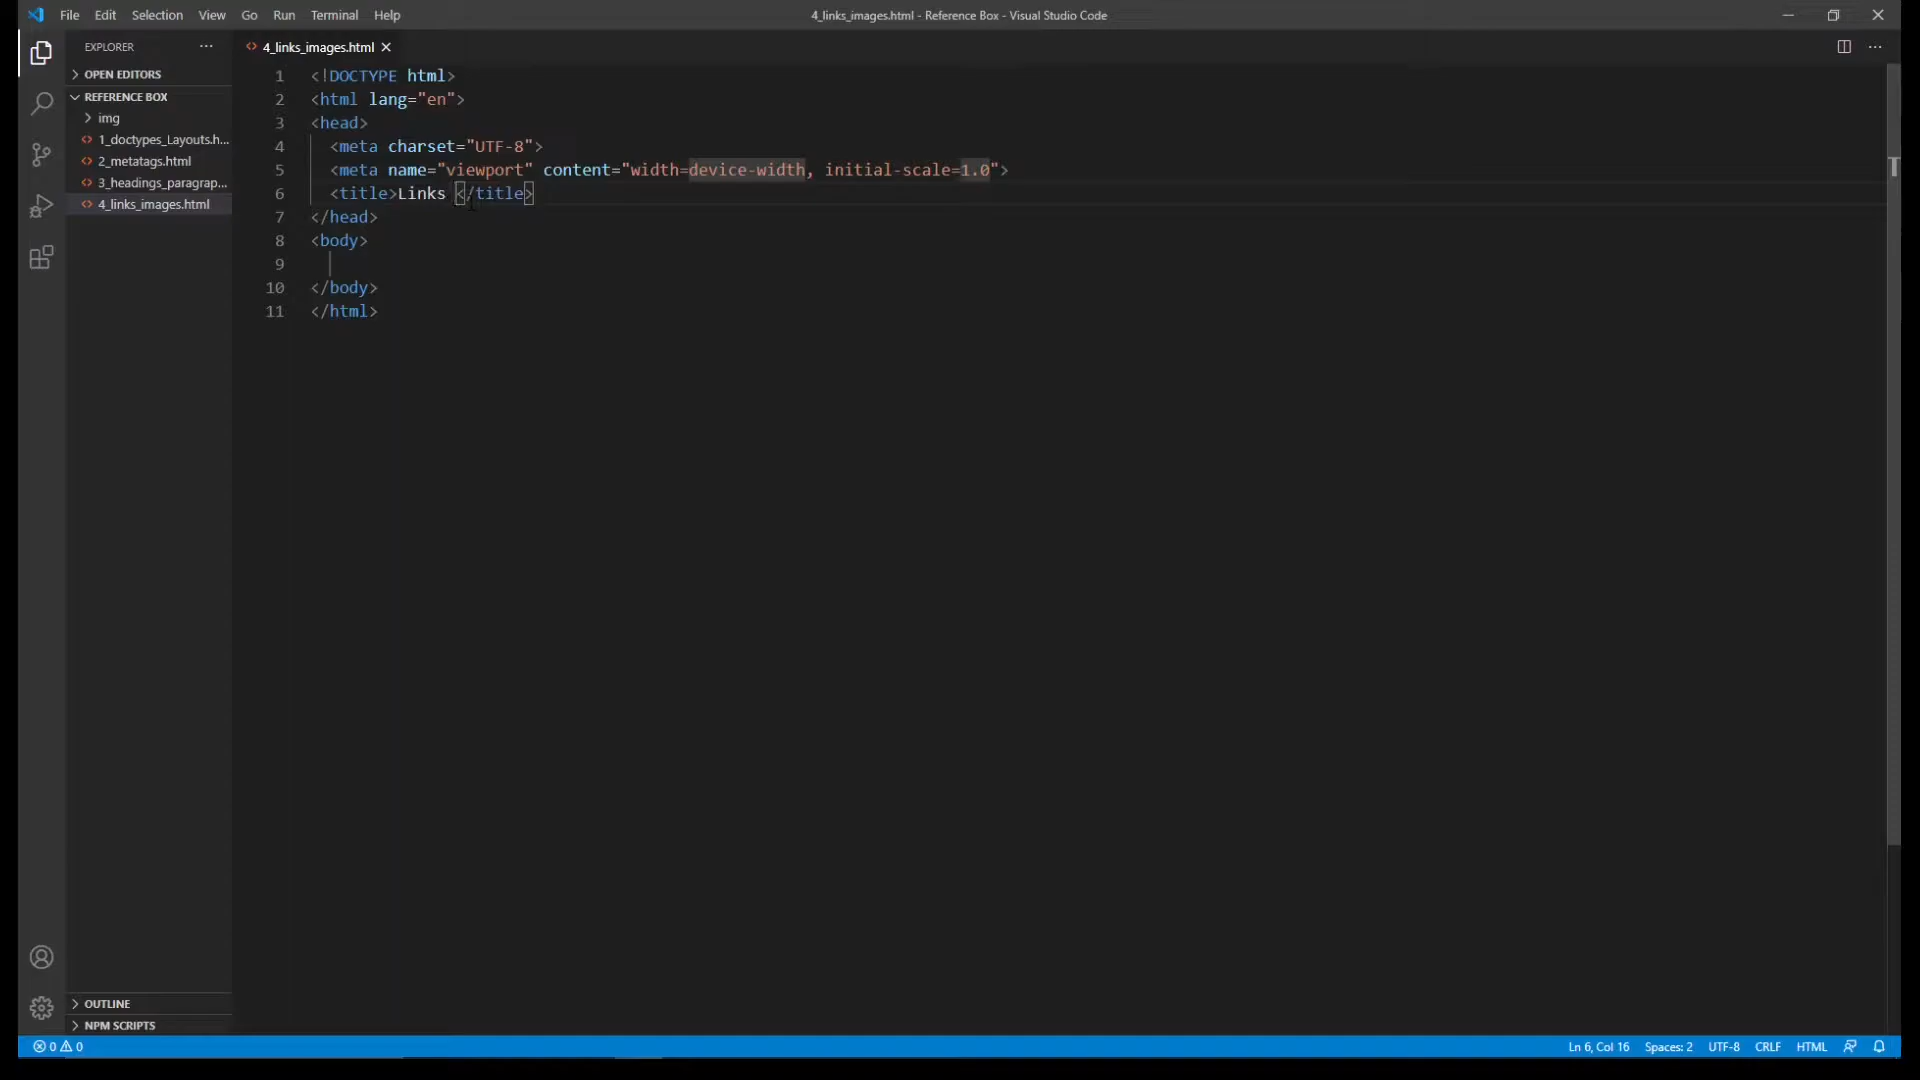 File Edit Selection View Go Run Terminal Help
4_links_images.html - Reference Box - Visual Studio Code
EXPLORER
OPEN EDITORS
REFERENCE BOX
img
1_doctypes_Layouts.h...
2_metatags.html
3_headings_paragrap...
4_links_images.html
OUTLINE
NPM SCRIPTS
4_links_images.html
1 <!DOCTYPE html>
2 <html lang="en">
3 <head>
4 <meta charset="UTF-8">
5 <meta name="viewport" content="width=device-width, initial-scale=1.0">
6 <title>Links </title>
7 </head>
8 <body>
9
10 </body>
11 </html>
0 0
Ln 6, Col 16 Spaces: 2 UTF-8 CRLF HTML